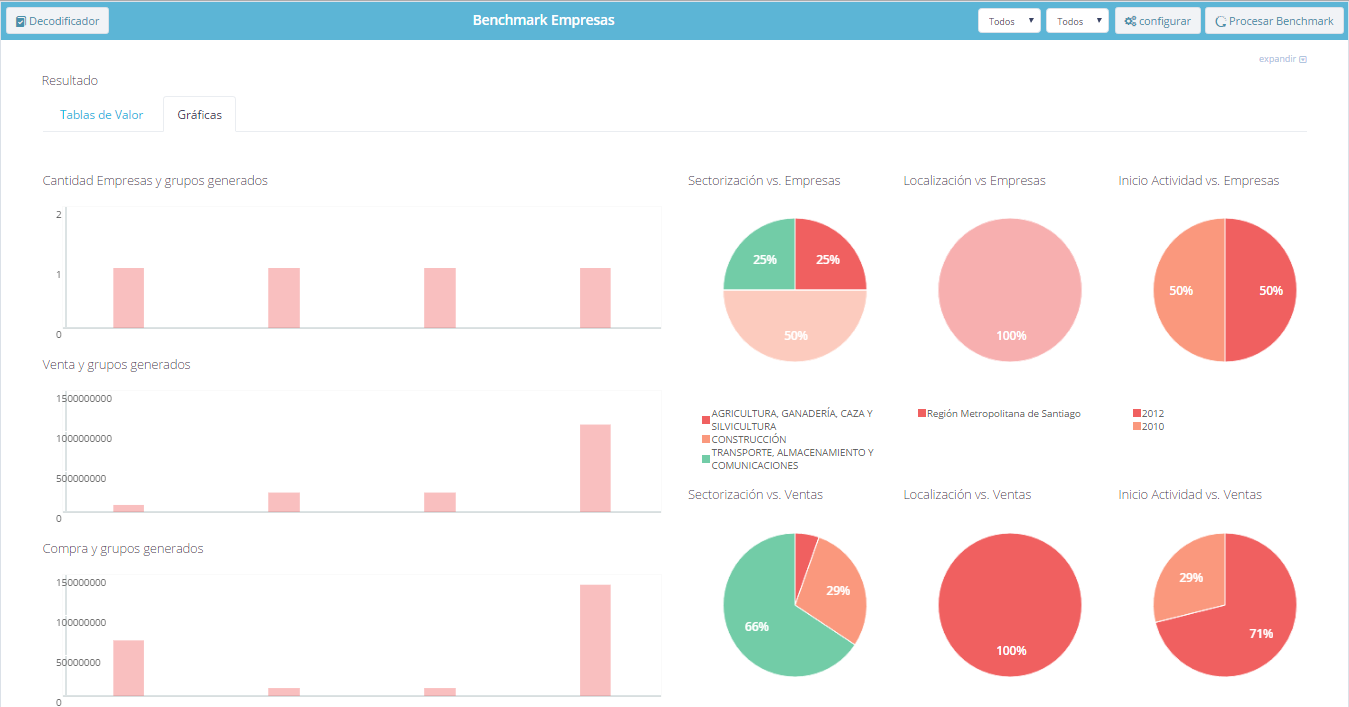 Decodificador
Benchmark Empresas
Todos
Todos
configurar
Procesar Benchmark
expandir
Resultado
Tablas de Valor
Gráficas
Cantidad Empresas y grupos generados
2
1
0
Venta y grupos generados
1500000000
1000000000
500000000
0
Compra y grupos generados
150000000
100000000
50000000
0
Sectorización vs. Empresas
25%
25%
50%
AGRICULTURA, GANADERÍA, CAZA Y
SILVICULTURA
CONSTRUCCIÓN
TRANSPORTE, ALMACENAMIENTO Y
COMUNICACIONES
Localización vs Empresas
100%
Región Metropolitana de Santiago
Inicio Actividad vs. Empresas
50%
50%
2012
2010
Sectorización vs. Ventas
29%
66%
Localización vs. Ventas
100%
Inicio Actividad vs. Ventas
29%
71%